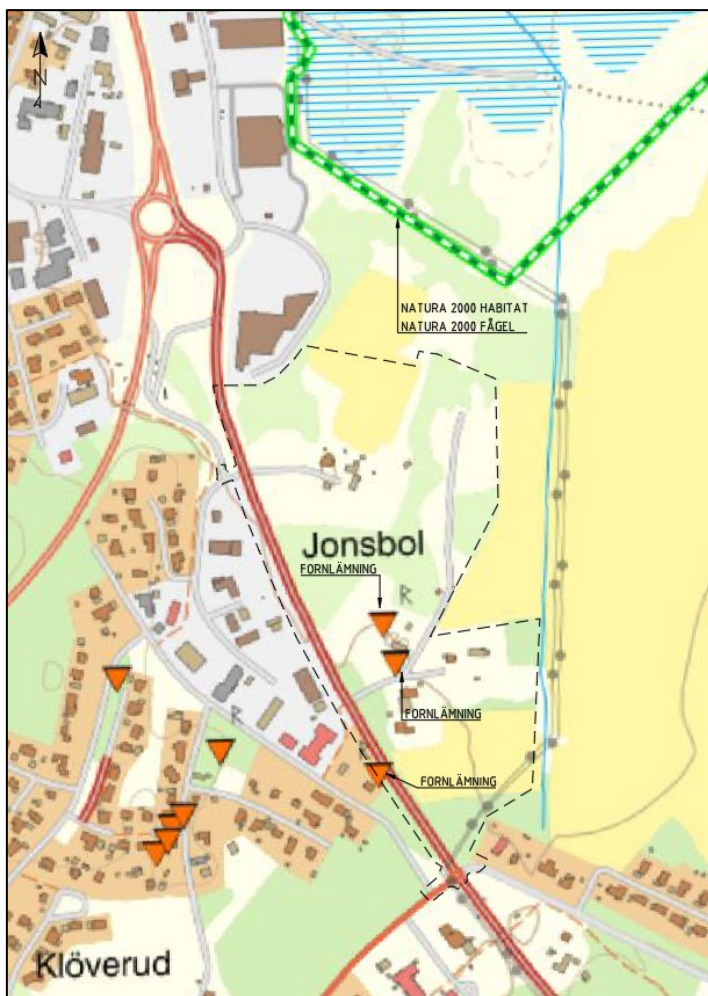 N
NATURA 2000 HABITAT
NATURA 2000 FÅGEL
Jonsbol
FORNLÄMNING
R
FORNLÄMNING
R
FORNLÄMNING
Klöverud